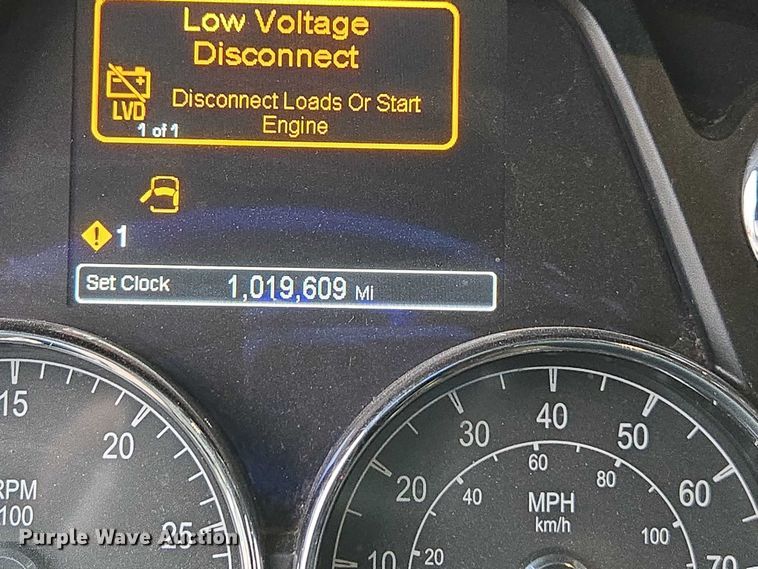 Low Voltage
Disconnect
LVD
Disconnect Loads Or Start
Engine
1 of 1
1
Set Clock 1,019,609 Mi
15
20
25
RPM
100
10
20
30
40
50
60
70
20
40
60
80
100
MPH
km/h
Purple Wave Auction